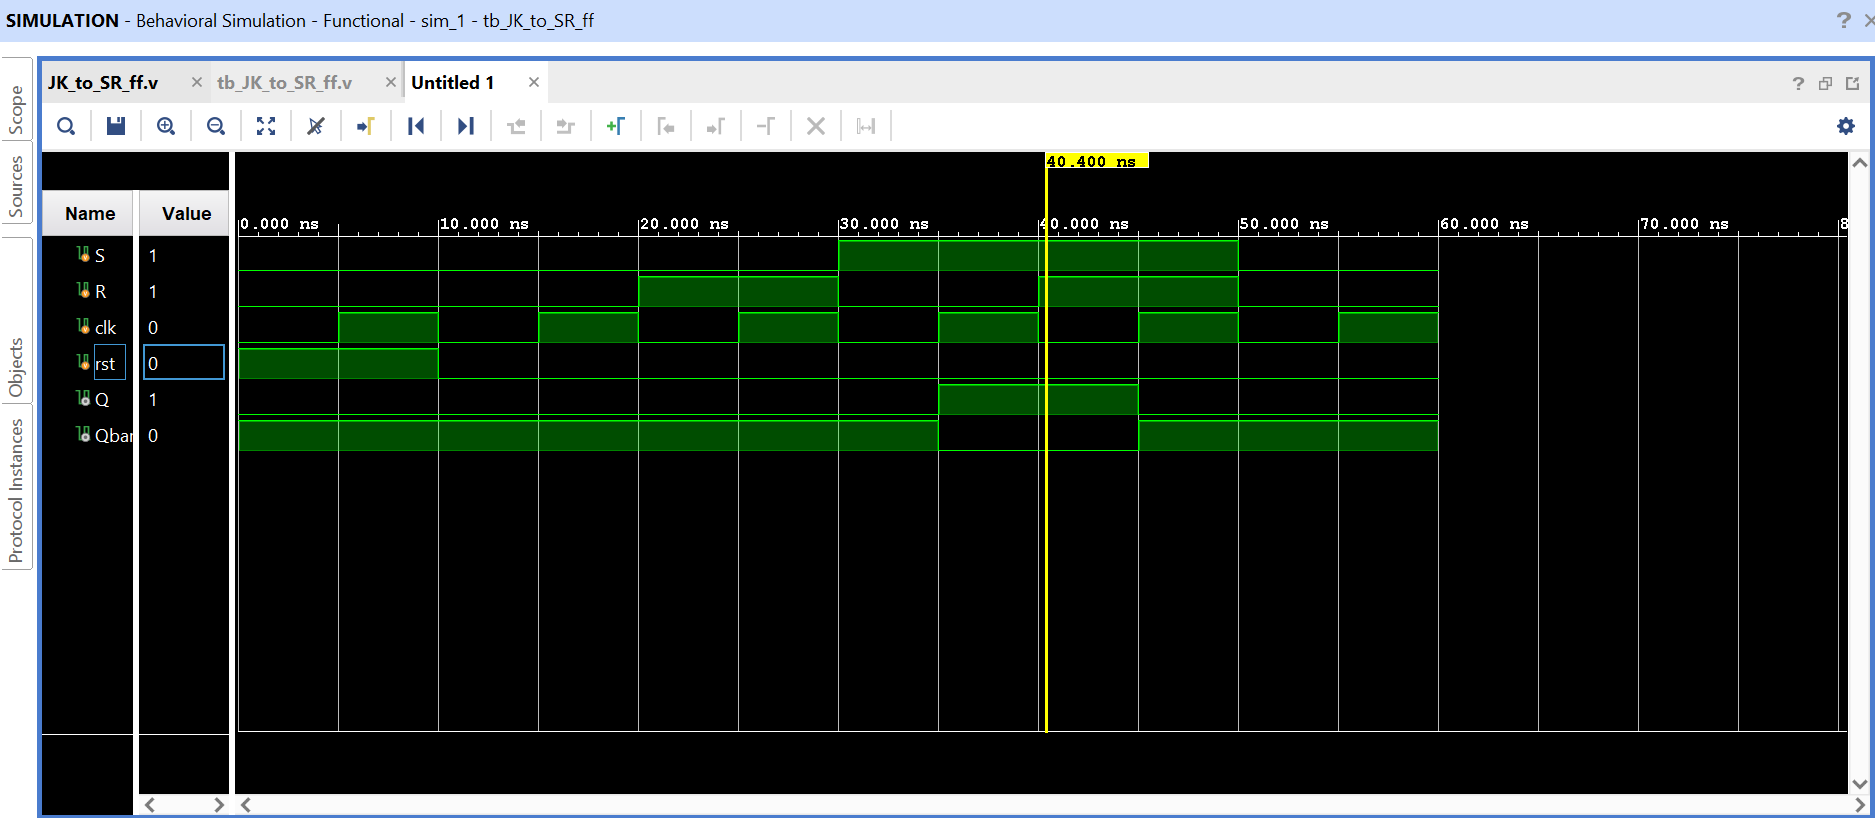 SIMULATION - Behavioral Simulation - Functional - sim_1 - tb_JK_to_SR_ff
JK_to_SR_ff.v
tb_JK_to_SR_ff.v
Untitled 1
Scope
Sources
Objects
Protocol Instances
40.400 ns
Name Value
0.000 ns 10.000 ns 20.000 ns 30.000 ns 40.000 ns 50.000 ns 60.000 ns 70.000 ns 8
S 1
R 1
clk 0
rst 0
Q 1
Qbar 0